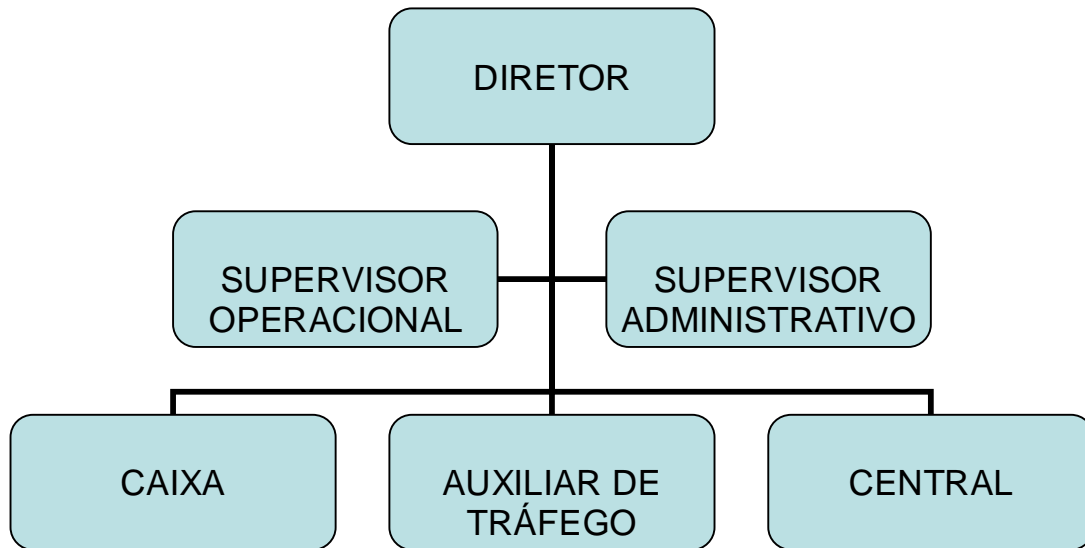 DIRETOR
SUPERVISOR
OPERACIONAL
SUPERVISOR
ADMINISTRATIVO
CAIXA
AUXILIAR DE
TRÁFEGO
CENTRAL